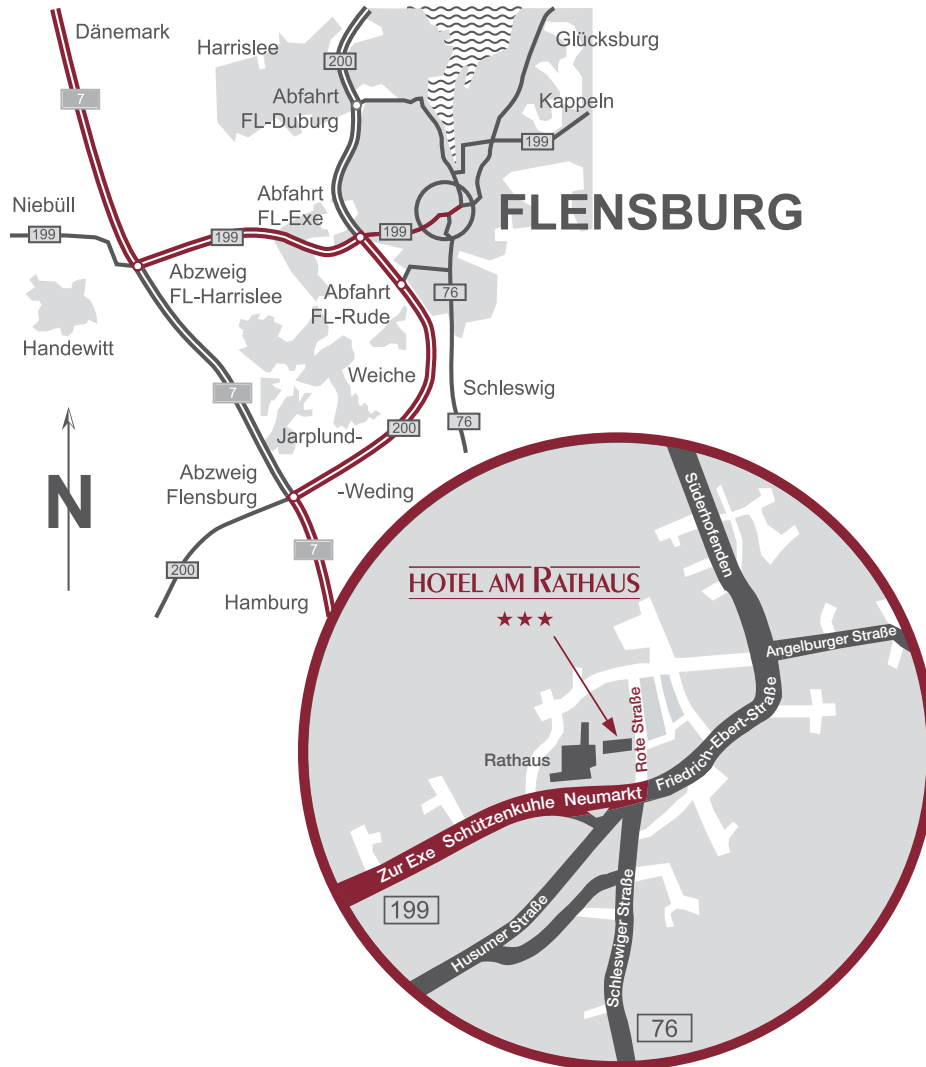 Dänemark
Harrislee
200
Glücksburg
7
Abfahrt
FL-Duburg
Kappeln
199
Abfahrt
FL-Exe
Niebüll
199
199
199
FLENSBURG
Abzweig
FL-Harrislee
Abfahrt
FL-Rude
76
Handewitt
Weiche
Schleswig
7
76
200
Jarplund-
Abzweig
Flensburg
-Weding
N
7
200
Hamburg
HOTEL AM RATHAUS
★★★
Süderhofenden
Angelburger Straße
Rote Straße
Friedrich-Ebert-Straße
Rathaus
Zur Exe Schützenkuhle Neumarkt
199
Husumer Straße
Schleswiger Straße
76